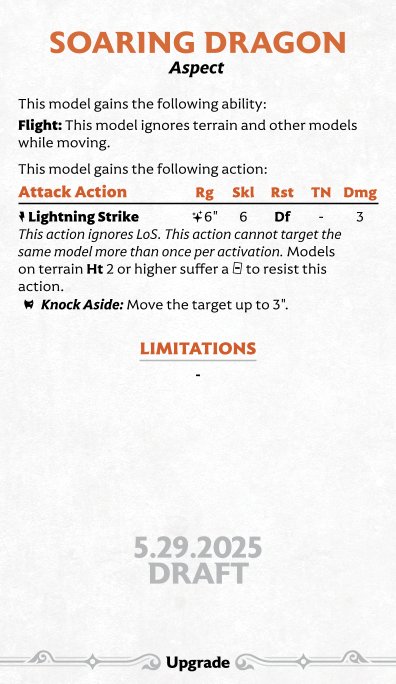 SOARING DRAGON
Aspect
This model gains the following ability:
Flight: This model ignores terrain and other models
while moving.
This model gains the following action:
Attack Action Rg Skl Rst TN Dmg
Lightning Strike 6" 6 Df - 3
This action ignores LoS. This action cannot target the
same model more than once per activation. Models
on terrain Ht 2 or higher suffer a to resist this
action.
Knock Aside: Move the target up to 3".
LIMITATIONS
-
5.29.2025
DRAFT
Upgrade